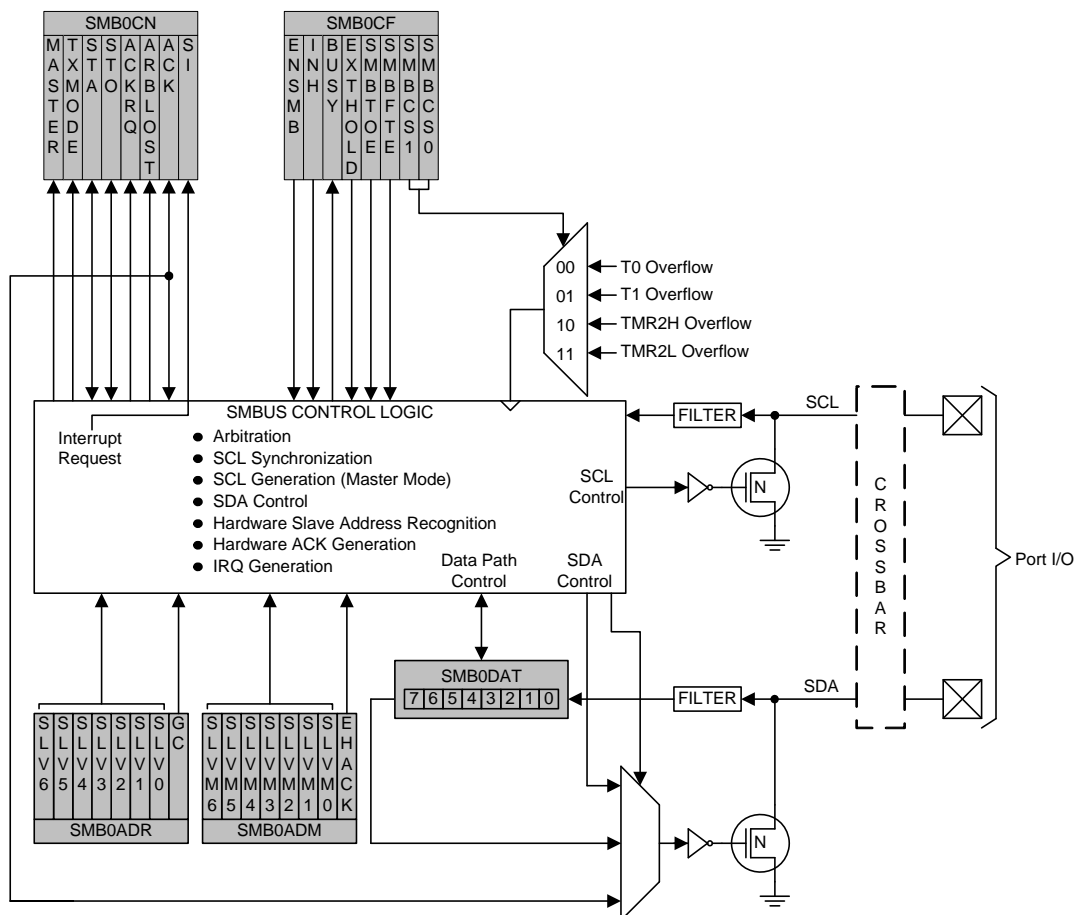 SMB0CN
MASTER
TXMODE
STA
STO
ACKRQ
ARBLOST
ACK
SI
SMB0CF
ENSMB
INH
BUSY
EXTHOLD
SMBTOE
SMBFTE
SMBCS1
SMBCS0
00
01
10
11
T0 Overflow
T1 Overflow
TMR2H Overflow
TMR2L Overflow
SMBUS CONTROL LOGIC
Interrupt
Request
● Arbitration
● SCL Synchronization
● SCL Generation (Master Mode)
● SDA Control
● Hardware Slave Address Recognition
● Hardware ACK Generation
● IRQ Generation
Data Path
Control
SDA
Control
SCL
Control
FILTER
SCL
N
CROSSBAR
Port I/O
SMB0DAT
7 6 5 4 3 2 1 0
FILTER
SDA
N
SLV6
SLV5
SLV4
SLV3
SLV2
SLV1
SLV0
GC
SMB0ADR
SLVM6
SLVM5
SLVM4
SLVM3
SLVM2
SLVM1
SLVM0
EHACK
SMB0ADM